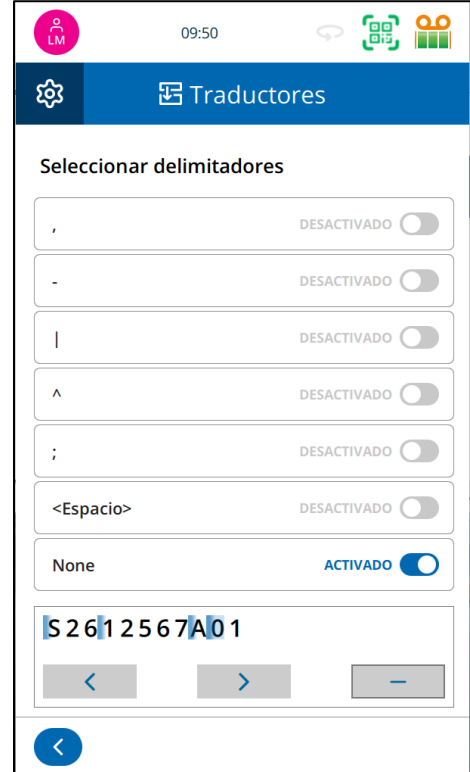 09:50
LM
Traductores
Seleccionar delimitadores
, DESACTIVADO
- DESACTIVADO
| DESACTIVADO
^ DESACTIVADO
; DESACTIVADO
<Espacio> DESACTIVADO
None ACTIVADO
S2612567A01